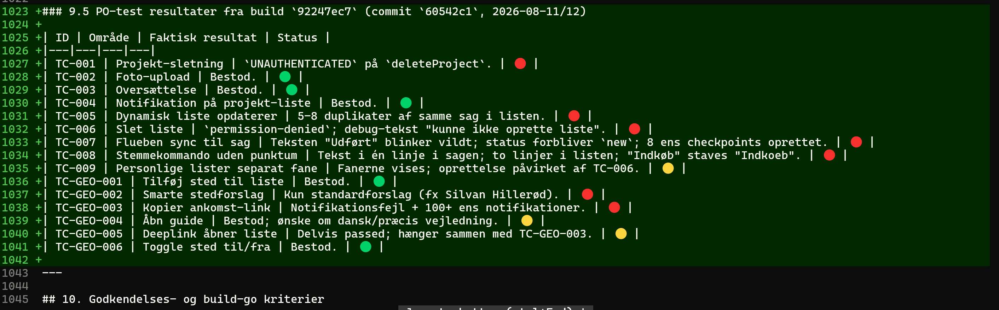 1023 +### 9.5 PO-test resultater fra build `92247ec7` (commit `60542c1`, 2026-08-11/12)
1024 +
1025 +| ID | Område | Faktisk resultat | Status |
1026 +|---|---|---|---|
1027 +| TC-001 | Projekt-sletning | `UNAUTHENTICATED` på `deleteProject`. | 🔴 |
1028 +| TC-002 | Foto-upload | Bestod. | 🟢 |
1029 +| TC-003 | Oversættelse | Bestod. | 🟢 |
1030 +| TC-004 | Notifikation på projekt-liste | Bestod. | 🟢 |
1031 +| TC-005 | Dynamisk liste opdaterer | 5-8 duplikater af samme sag i listen. | 🔴 |
1032 +| TC-006 | Slet liste | `permission-denied`; debug-tekst "kunne ikke oprette liste". | 🔴 |
1033 +| TC-007 | Flueben sync til sag | Teksten "Udført" blinker vildt; status forbliver `new`; 8 ens checkpoints oprettet. | 🔴 |
1034 +| TC-008 | Stemmekommando uden punktum | Tekst i én linje i sagen; to linjer i listen; "Indkøb" staves "Indkoeb". | 🔴 |
1035 +| TC-009 | Personlige lister separat fane | Fanerne vises; oprettelse påvirket af TC-006. | 🟡 |
1036 +| TC-GEO-001 | Tilføj sted til liste | Bestod. | 🟢 |
1037 +| TC-GEO-002 | Smarte stedforslag | Kun standardforslag (fx Silvan Hillerød). | 🔴 |
1038 +| TC-GEO-003 | Kopier ankomst-link | Notifikationsfejl + 100+ ens notifikationer. | 🔴 |
1039 +| TC-GEO-004 | Åbn guide | Bestod; ønske om dansk/præcis vejledning. | 🟡 |
1040 +| TC-GEO-005 | Deeplink åbner liste | Delvis passed; hænger sammen med TC-GEO-003. | 🟡 |
1041 +| TC-GEO-006 | Toggle sted til/fra | Bestod. | 🟢 |
1042 +
1043 ---
1044
1045 ## 10. Godkendelses- og build-go kriterier